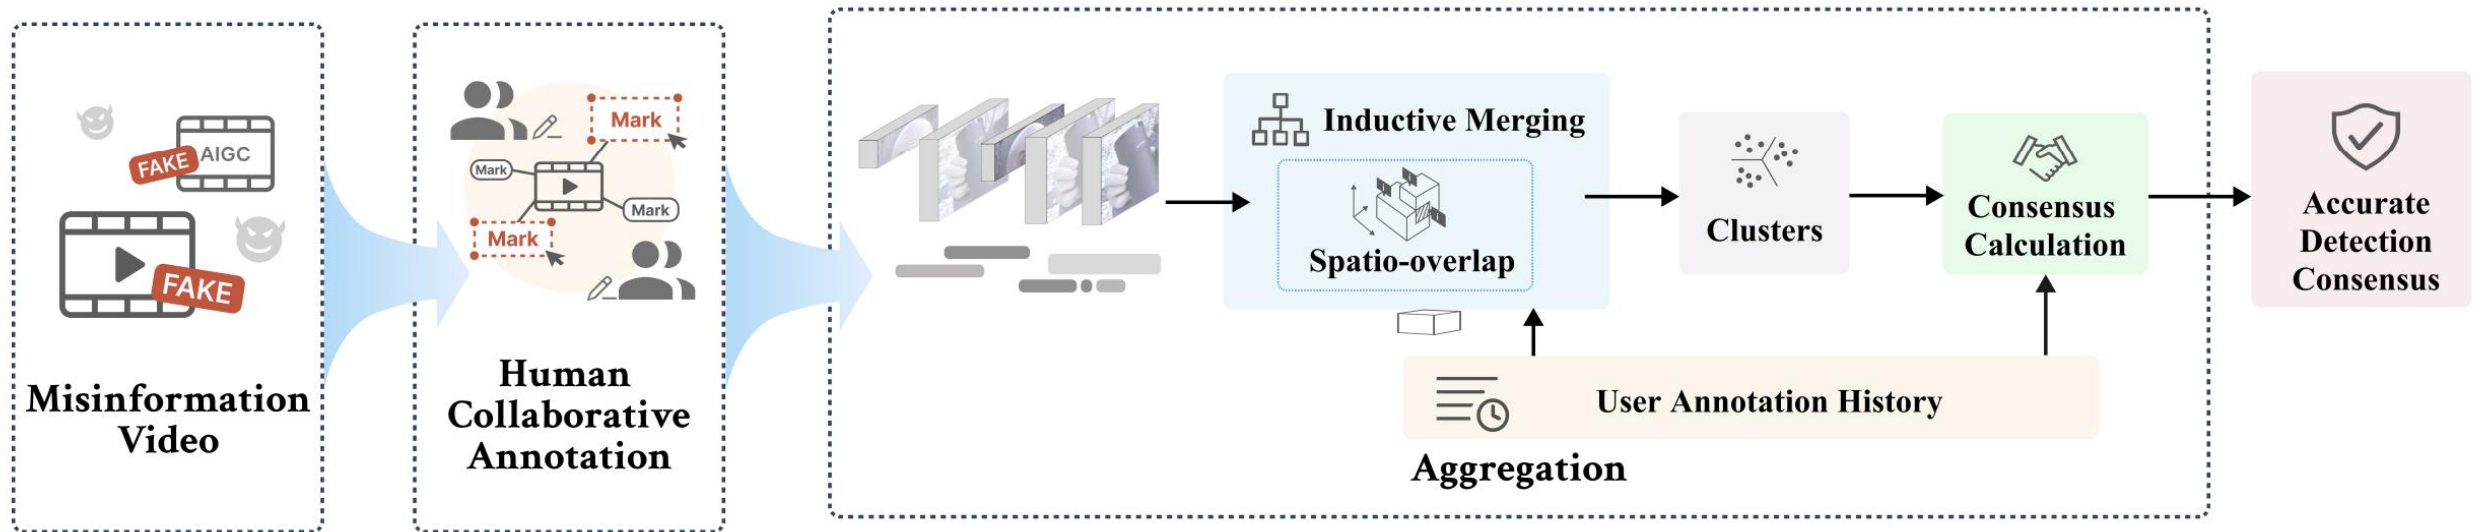 AIGC
FAKE
FAKE
Misinformation
Video
Mark
Mark
Mark
Mark
Human
Collaborative
Annotation
Inductive Merging
Spatio-overlap
Clusters
Consensus
Calculation
User Annotation History
Aggregation
Accurate
Detection
Consensus